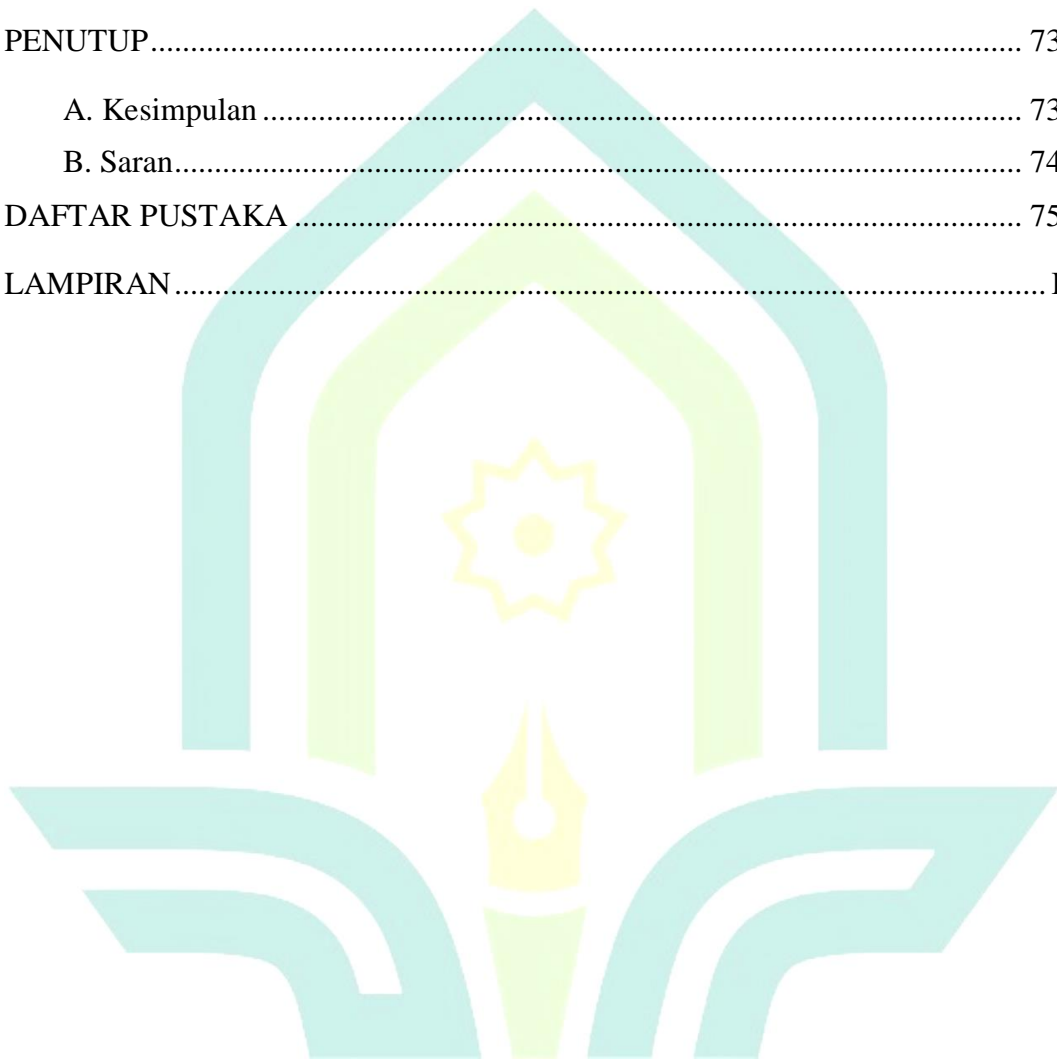 PENUTUP............................................................................................................ 73
A. Kesimpulan............................................................................................... 73
B. Saran.......................................................................................................... 74
DAFTAR PUSTAKA.......................................................................................... 75
LAMPIRAN............................................................................................................ I